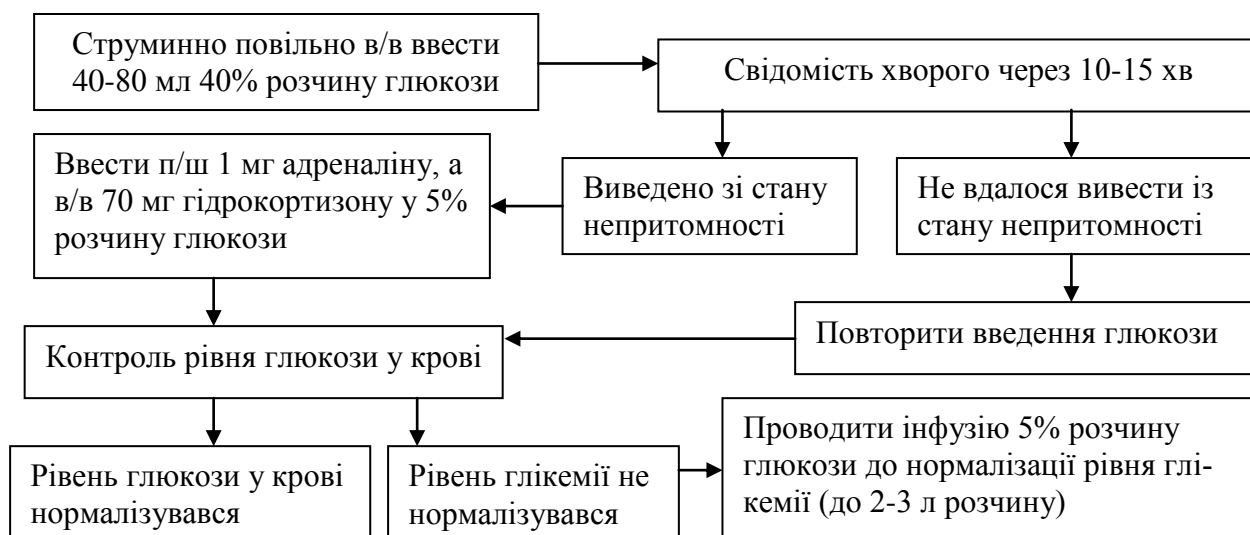 Струминно повільно в/в ввести
40-80 мл 40% розчину глюкози
Свідомість хворого через 10-15 хв
Ввести п/ш 1 мг адреналіну, а
в/в 70 мг гідрокортизону у 5%
розчину глюкози
Виведено зі стану
непритомності
Не вдалося вивести із
стану непритомності
Контроль рівня глюкози у крові
Повторити введення глюкози
Рівень глюкози у крові
нормалізувався
Рівень глікемії не
нормалізувався
Проводити інфузію 5% розчину
глюкози до нормалізації рівня глі-
кемії (до 2-3 л розчину)